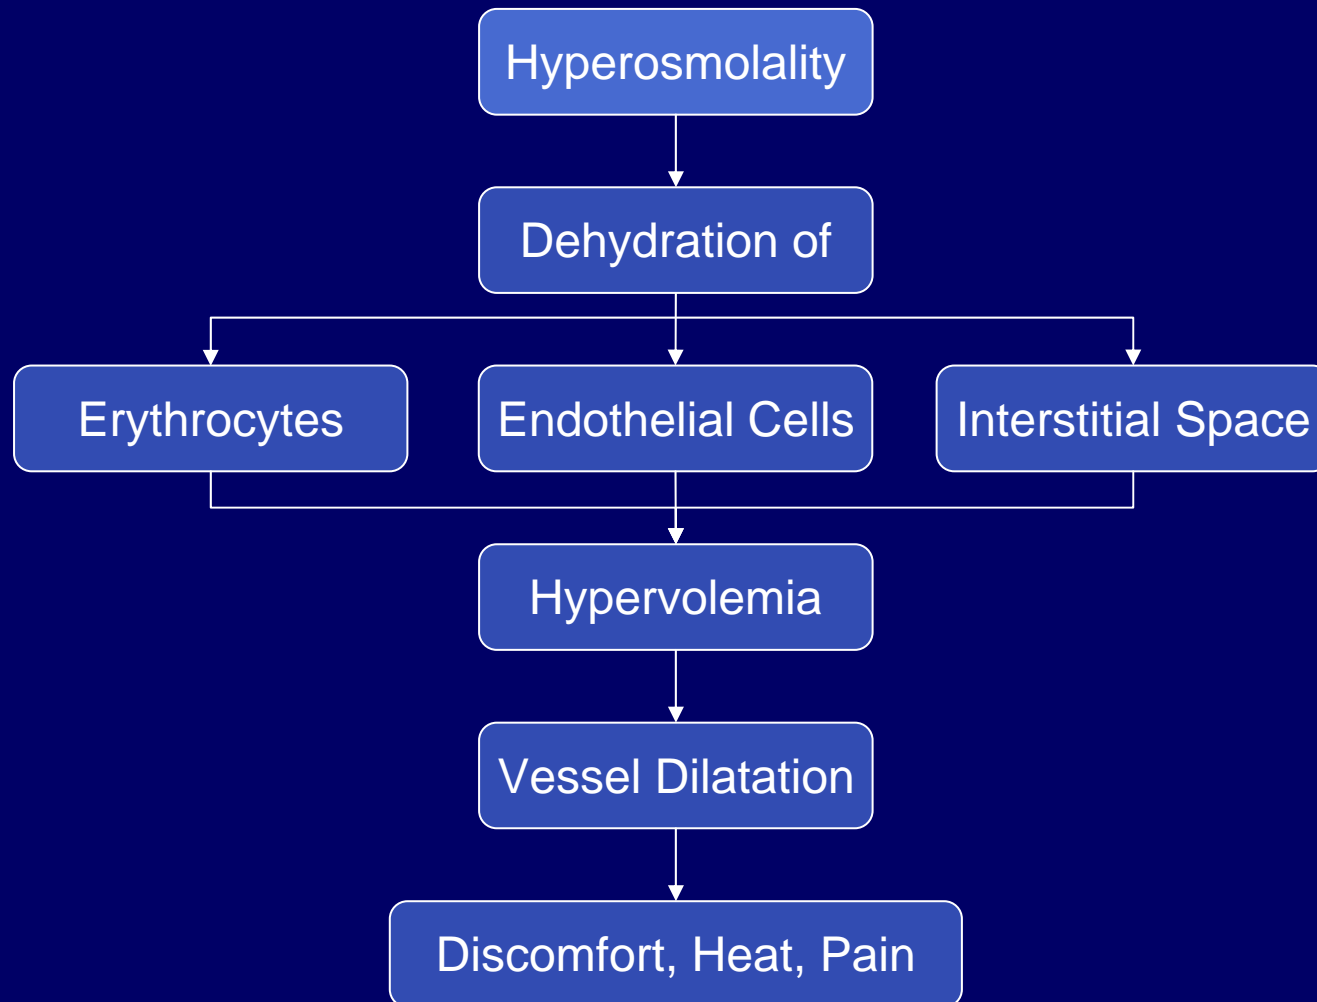 Hyperosmolality
Dehydration of
Erythrocytes
Endothelial Cells
Interstitial Space
Hypervolemia
Vessel Dilatation
Discomfort, Heat, Pain